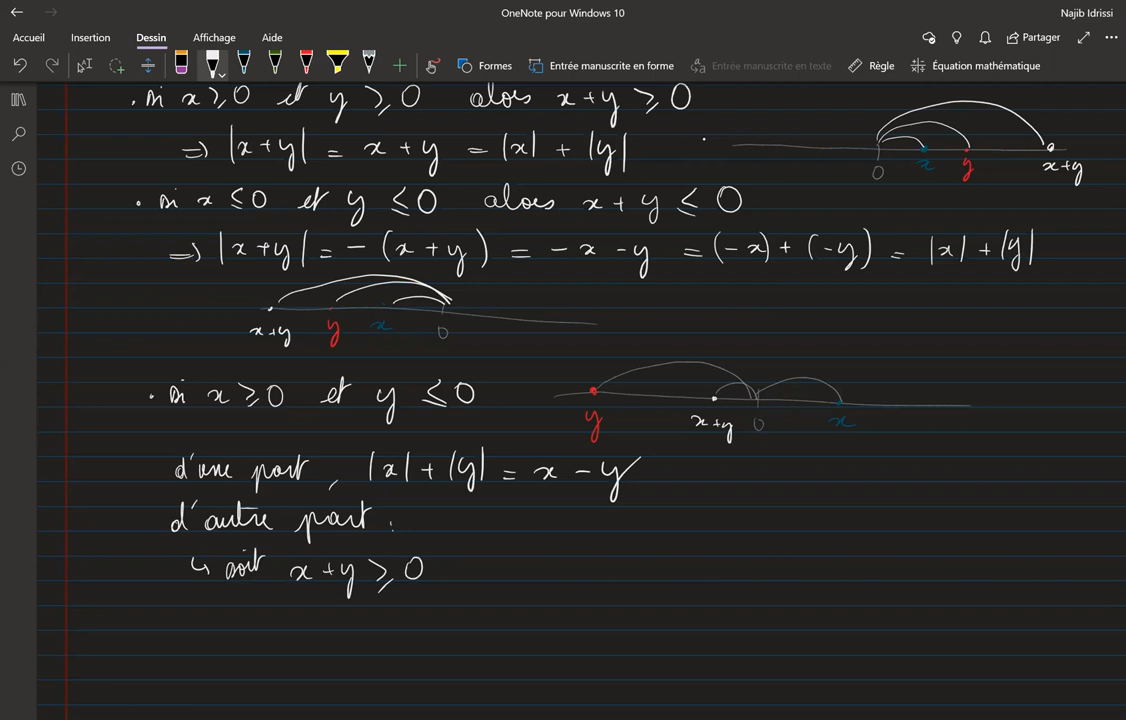 OneNote pour Windows 10
Najib Idrissi
Accueil Insertion Dessin Affichage Aide
Partager
Formes Entrée manuscrite en forme Entrée manuscrite en texte Règle Équation mathématique
. si x ≥ 0 et y ≥ 0 alors x+y ≥ 0
⇒ |x+y| = x + y = |x| + |y|
0 x y x+y
. si x ≤ 0 et y ≤ 0 alors x + y ≤ 0
⇒ |x+y| = - (x + y) = - x - y = (-x) + (-y) = |x| + |y|
x+y y x 0
. si x ≥ 0 et y ≤ 0
y x+y 0 x
d'une part, |x| + |y| = x - y
d'autre part :
↳ soit x+y ≥ 0